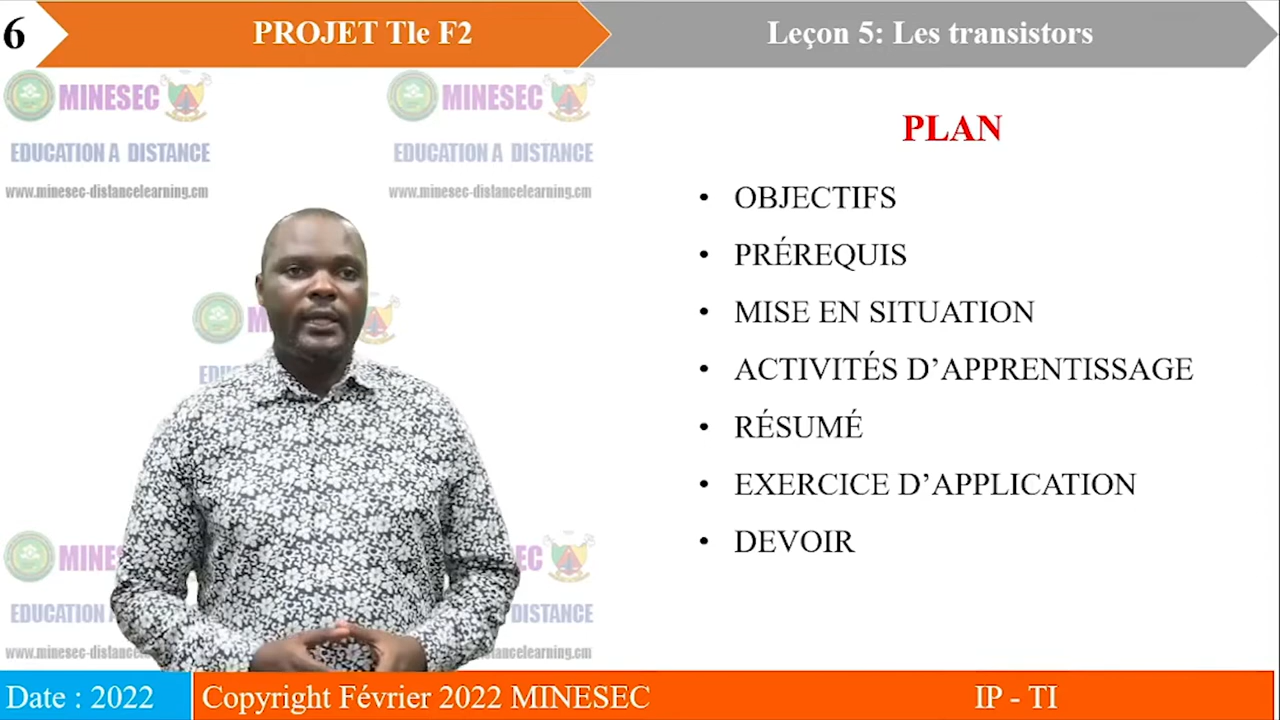 6
PROJET Tle F2
Leçon 5: Les transistors
MINESEC
MINESEC
EDUCATION A DISTANCE
EDUCATION A DISTANCE
www.minesec-distancelearning.cm
www.minesec-distancelearning.cm
PLAN
• OBJECTIFS
• PRÉREQUIS
• MISE EN SITUATION
• ACTIVITÉS D’APPRENTISSAGE
• RÉSUMÉ
• EXERCICE D’APPLICATION
• DEVOIR
Date : 2022
Copyright Février 2022 MINESEC
IP - TI